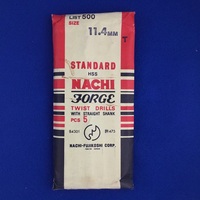 LIST 500
SIZE 11.4MM
T
STANDARD
HSS
NACHI
FORGE
TWIST DRILLS
WITH STRAIGHT SHANK
PCS 5
NACHI-FUJIKOSHI CORP.